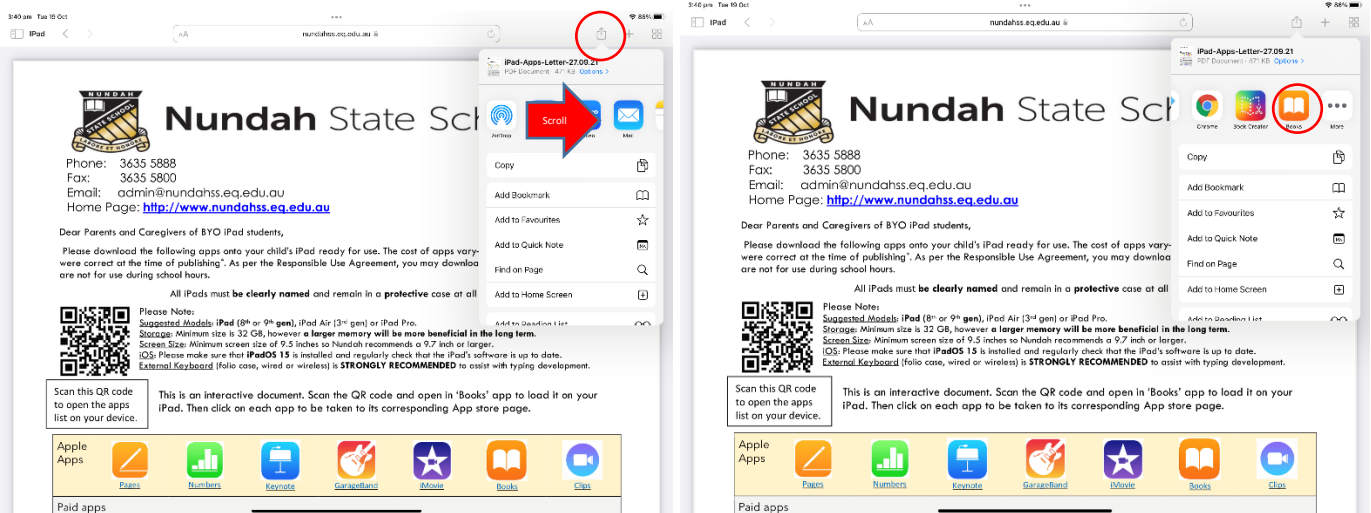 3:40 pm Tue 19 Oct
88%
IPad
AA
nundahss.eq.edu.au
iPad-Apps-Letter-27.09.21
PDF Document · 471 KB Options >
NUNDAH
STATE SCHOOL
LABORE ET HONORE
Nundah State Sc
AirDrop
Scroll
Mail
Phone: 3635 5888
Fax: 3635 5800
Email: admin@nundahss.eq.edu.au
Home Page: http://www.nundahss.eq.edu.au
Copy
Add Bookmark
Add to Favourites
Add to Quick Note
Find on Page
Add to Home Screen
Add to Reading List
Dear Parents and Caregivers of BYO iPad students,
Please download the following apps onto your child's iPad ready for use. The cost of apps vary-
were correct at the time of publishing*. As per the Responsible Use Agreement, you may downloa
are not for use during school hours.
All iPads must be clearly named and remain in a protective case at all
Please Note:
Suggested Models: iPad (8th or 9th gen), iPad Air (3rd gen) or iPad Pro.
Storage: Minimum size is 32 GB, however a larger memory will be more beneficial in the long term.
Screen Size: Minimum screen size of 9.5 inches so Nundah recommends a 9.7 inch or larger.
iOS: Please make sure that iPadOS 15 is installed and regularly check that the iPad's software is up to date.
External Keyboard (folio case, wired or wireless) is STRONGLY RECOMMENDED to assist with typing development.
Scan this QR code
to open the apps
list on your device.
This is an interactive document. Scan the QR code and open in 'Books' app to load it on your
iPad. Then click on each app to be taken to its corresponding App store page.
Apple
Apps
Pages
Numbers
Keynote
GarageBand
iMovie
Books
Clips
Paid apps
3:40 pm Tue 19 Oct
88%
IPad
AA
nundahss.eq.edu.au
iPad-Apps-Letter-27.09.21
PDF Document · 471 KB Options >
NUNDAH
STATE SCHOOL
LABORE ET HONORE
Nundah State Sc
Chrome
Book Creator
Books
More
Phone: 3635 5888
Fax: 3635 5800
Email: admin@nundahss.eq.edu.au
Home Page: http://www.nundahss.eq.edu.au
Copy
Add Bookmark
Add to Favourites
Add to Quick Note
Find on Page
Add to Home Screen
Add to Reading List
Dear Parents and Caregivers of BYO iPad students,
Please download the following apps onto your child's iPad ready for use. The cost of apps vary-
were correct at the time of publishing*. As per the Responsible Use Agreement, you may downloa
are not for use during school hours.
All iPads must be clearly named and remain in a protective case at all
Please Note:
Suggested Models: iPad (8th or 9th gen), iPad Air (3rd gen) or iPad Pro.
Storage: Minimum size is 32 GB, however a larger memory will be more beneficial in the long term.
Screen Size: Minimum screen size of 9.5 inches so Nundah recommends a 9.7 inch or larger.
iOS: Please make sure that iPadOS 15 is installed and regularly check that the iPad's software is up to date.
External Keyboard (folio case, wired or wireless) is STRONGLY RECOMMENDED to assist with typing development.
Scan this QR code
to open the apps
list on your device.
This is an interactive document. Scan the QR code and open in 'Books' app to load it on your
iPad. Then click on each app to be taken to its corresponding App store page.
Apple
Apps
Pages
Numbers
Keynote
GarageBand
iMovie
Books
Clips
Paid apps